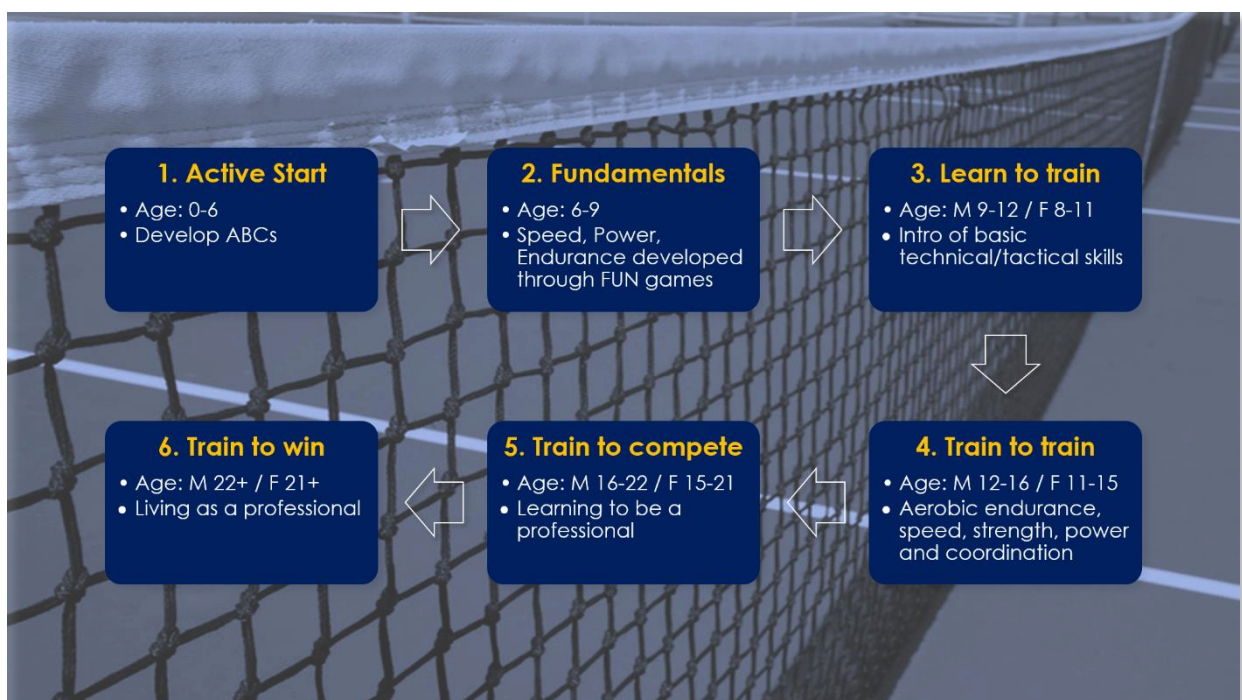 1. Active Start
• Age: 0-6
• Develop ABCs
2. Fundamentals
• Age: 6-9
• Speed, Power,
Endurance developed
through FUN games
3. Learn to train
• Age: M 9-12 / F 8-11
• Intro of basic
technical/tactical skills
4. Train to train
• Age: M 12-16 / F 11-15
• Aerobic endurance,
speed, strength, power
and coordination
5. Train to compete
• Age: M 16-22 / F 15-21
• Learning to be a
professional
6. Train to win
• Age: M 22+ / F 21+
• Living as a professional